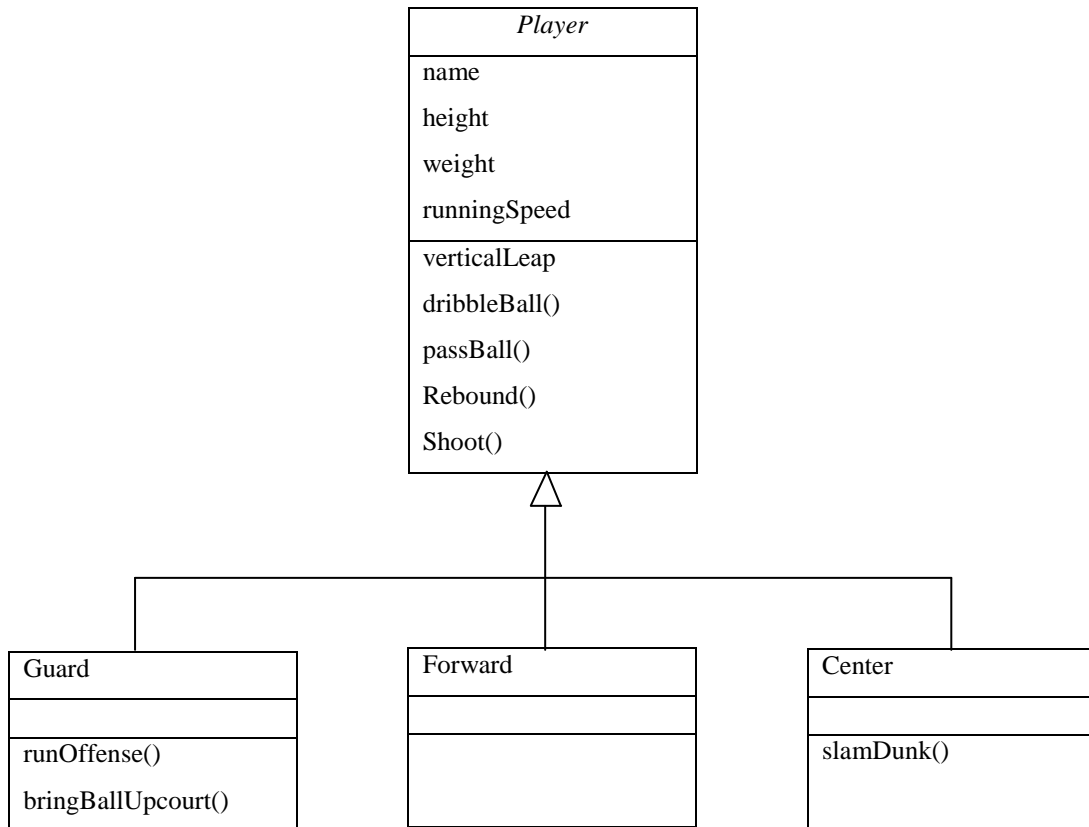 Player
name
height
weight
runningSpeed
verticalLeap
dribbleBall()
passBall()
Rebound()
Shoot()
Guard
runOffense()
bringBallUpcourt()
Forward
Center
slamDunk()